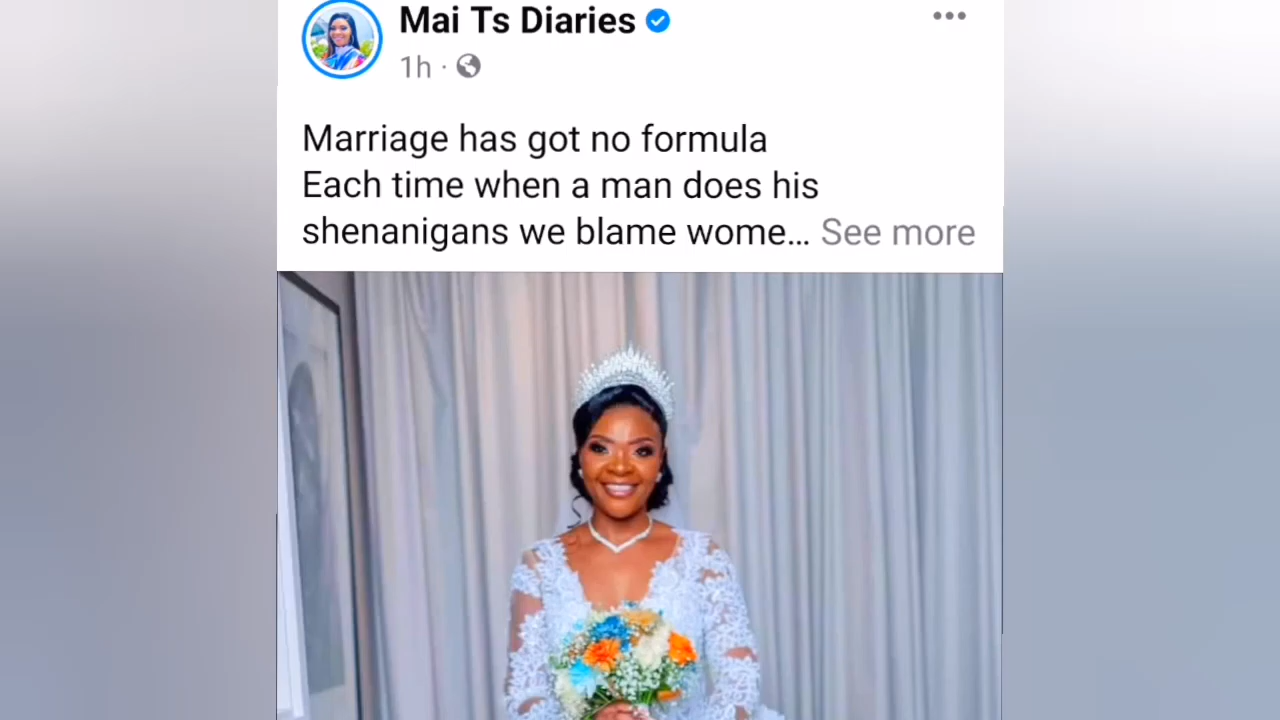 Mai Ts Diaries
1h ·
Marriage has got no formula
Each time when a man does his
shenanigans we blame wome... See more